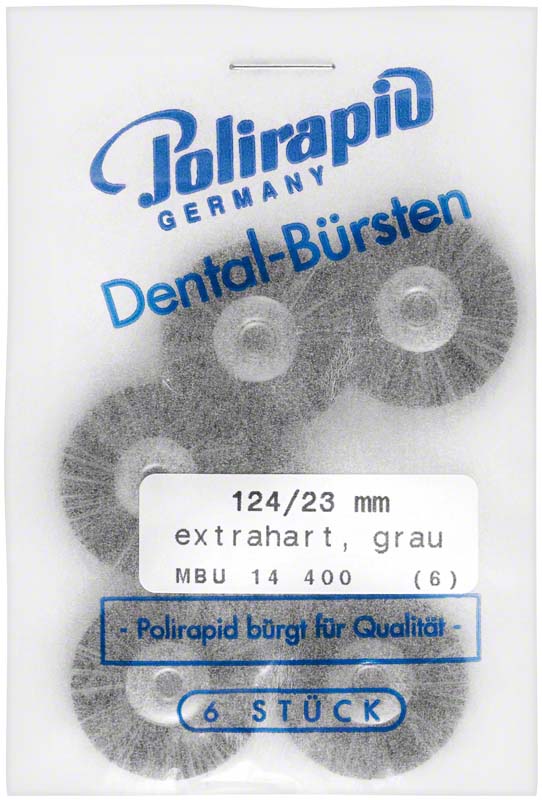 Polirapid
GERMANY
Dental-Bürsten
124/23 mm
extrahart, grau
MBU 14 400 (6)
- Polirapid bürgt für Qualität -
6 STÜCK